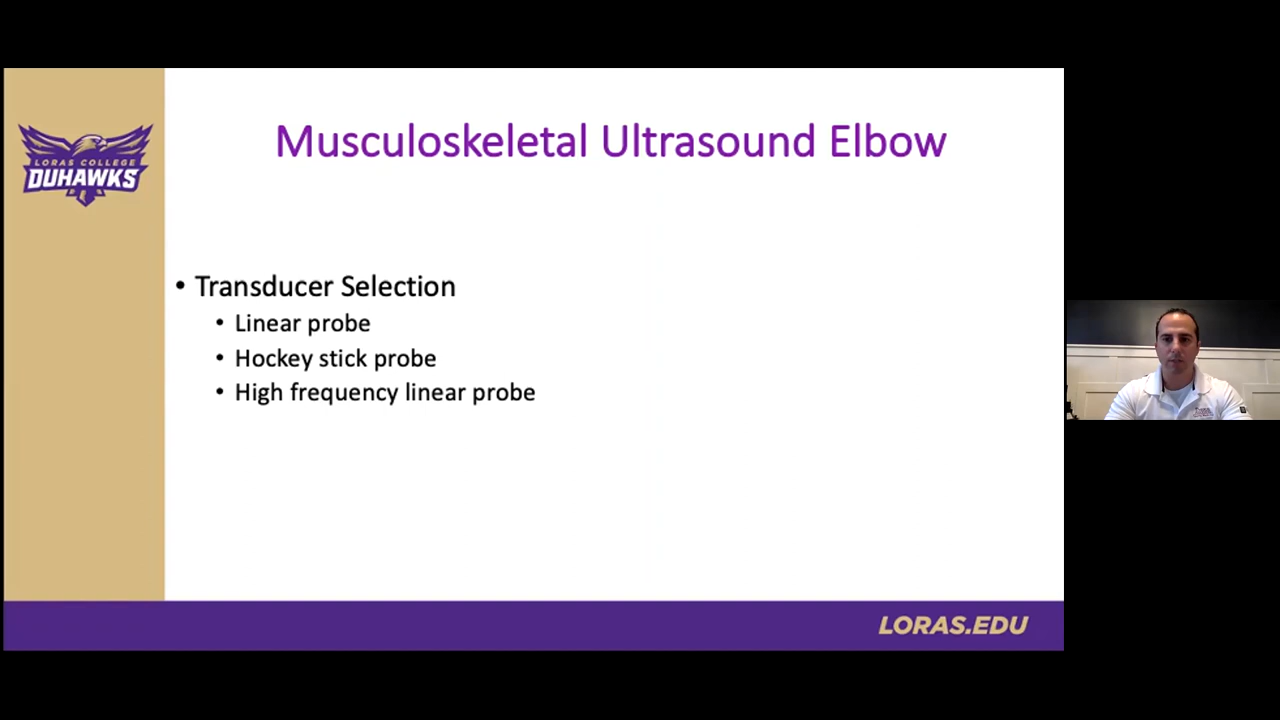 LORAS COLLEGE
DUHAWKS
Musculoskeletal Ultrasound Elbow
• Transducer Selection
• Linear probe
• Hockey stick probe
• High frequency linear probe
LORAS.EDU